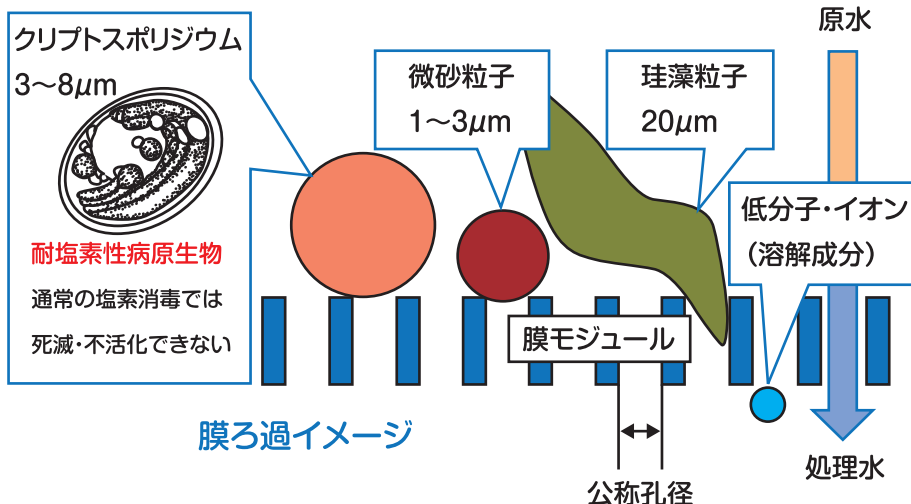 クリプトスポリジウム
3～8μm
耐塩素性病原生物
通常の塩素消毒では
死滅・不活化できない
微砂粒子
1～3μm
珪藻粒子
20μm
原水
低分子・イオン
（溶解成分）
膜モジュール
膜ろ過イメージ
公称孔径
処理水